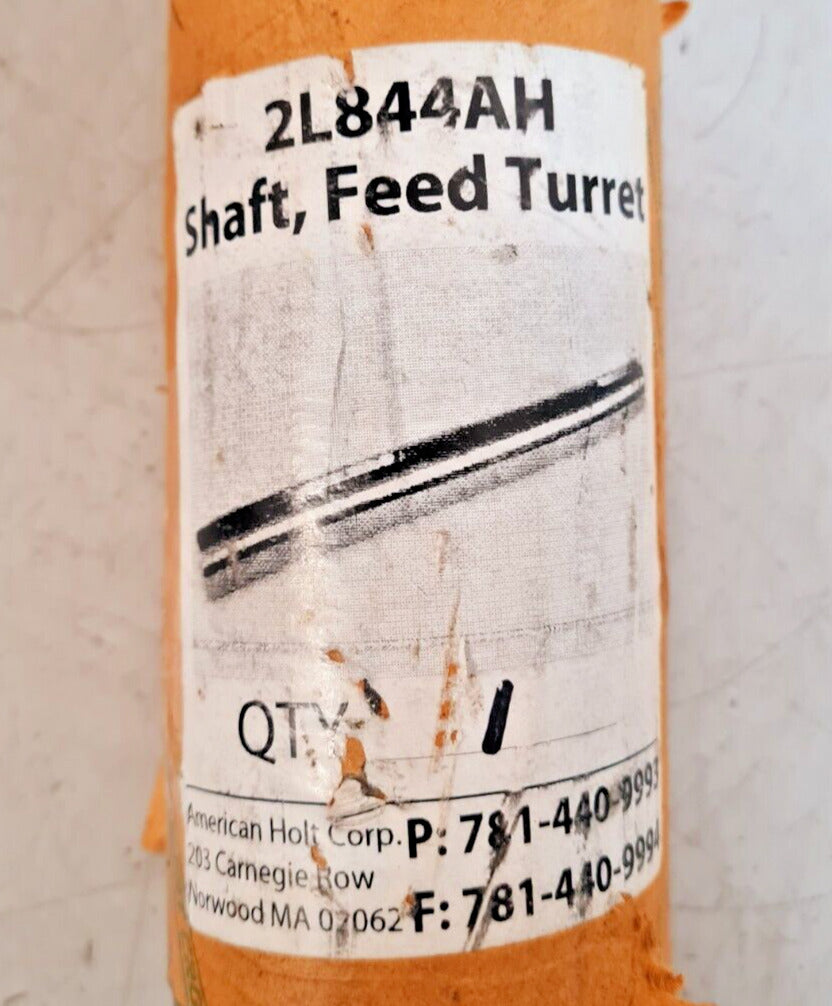 2L844AH
Shaft, Feed Turret
QTY
1
American Holt Corp. P: 781-440-9993
203 Carnegie Row
Norwood MA 02062 F: 781-440-9994